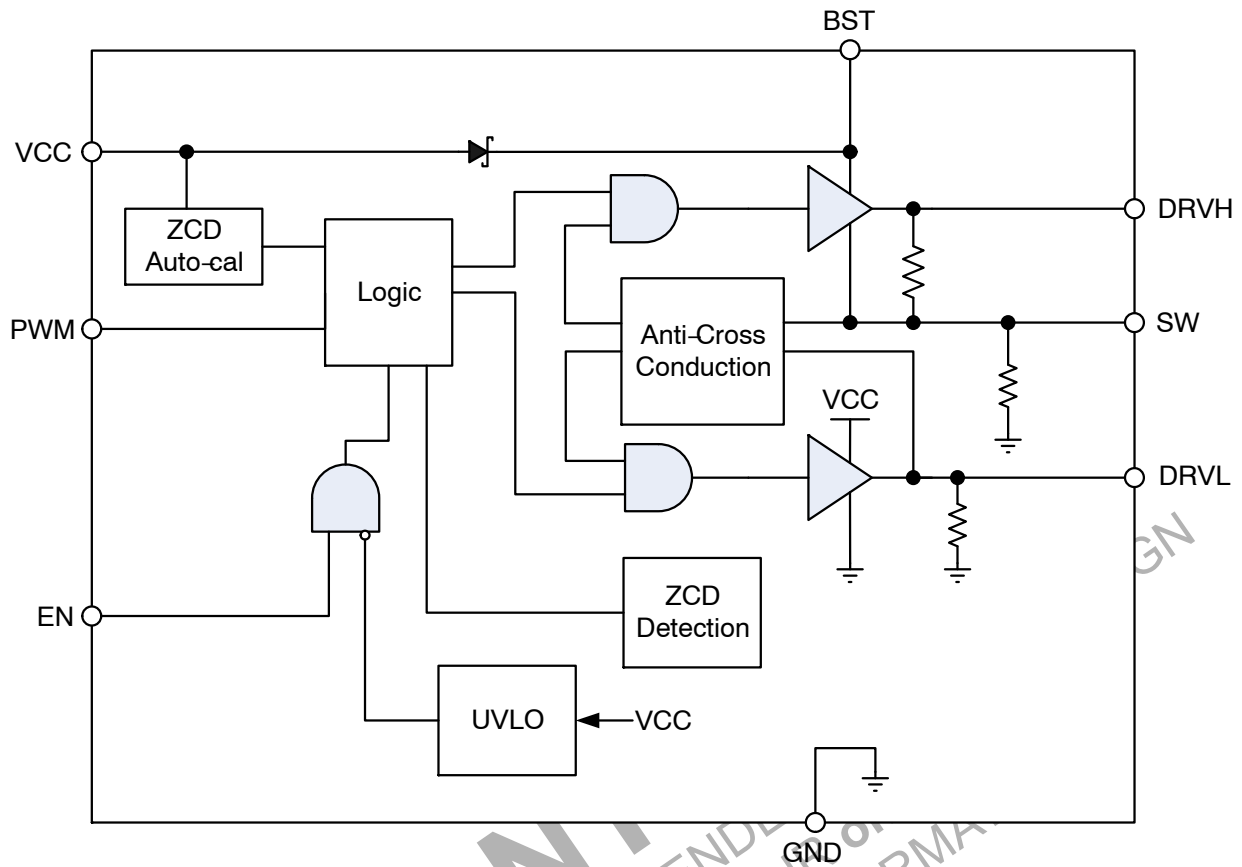 BST
VCC
ZCD
Auto-cal
Logic
DRVH
PWM
Anti-Cross
Conduction
SW
VCC
DRVL
EN
ZCD
Detection
UVLO
VCC
GND